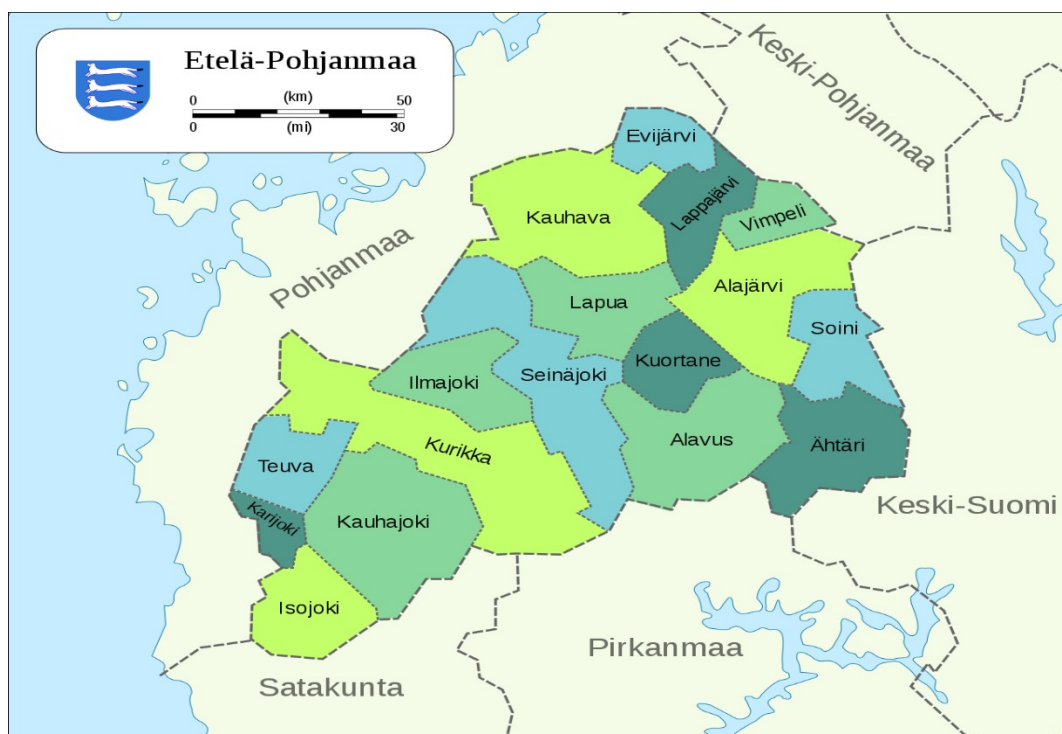 Etelä-Pohjanmaa
(km)
0 50
0 30
(mi)
Keski-Pohjanmaa
Evijärvi
Lappajärvi
Kauhava
Vimpeli
Pohjanmaa
Alajärvi
Lapua
Soini
Kuortane
Seinäjoki
Ilmajoki
Alavus
Ähtäri
Kurikka
Teuva
Keski-Suomi
Karijoki
Kauhajoki
Isojoki
Pirkanmaa
Satakunta